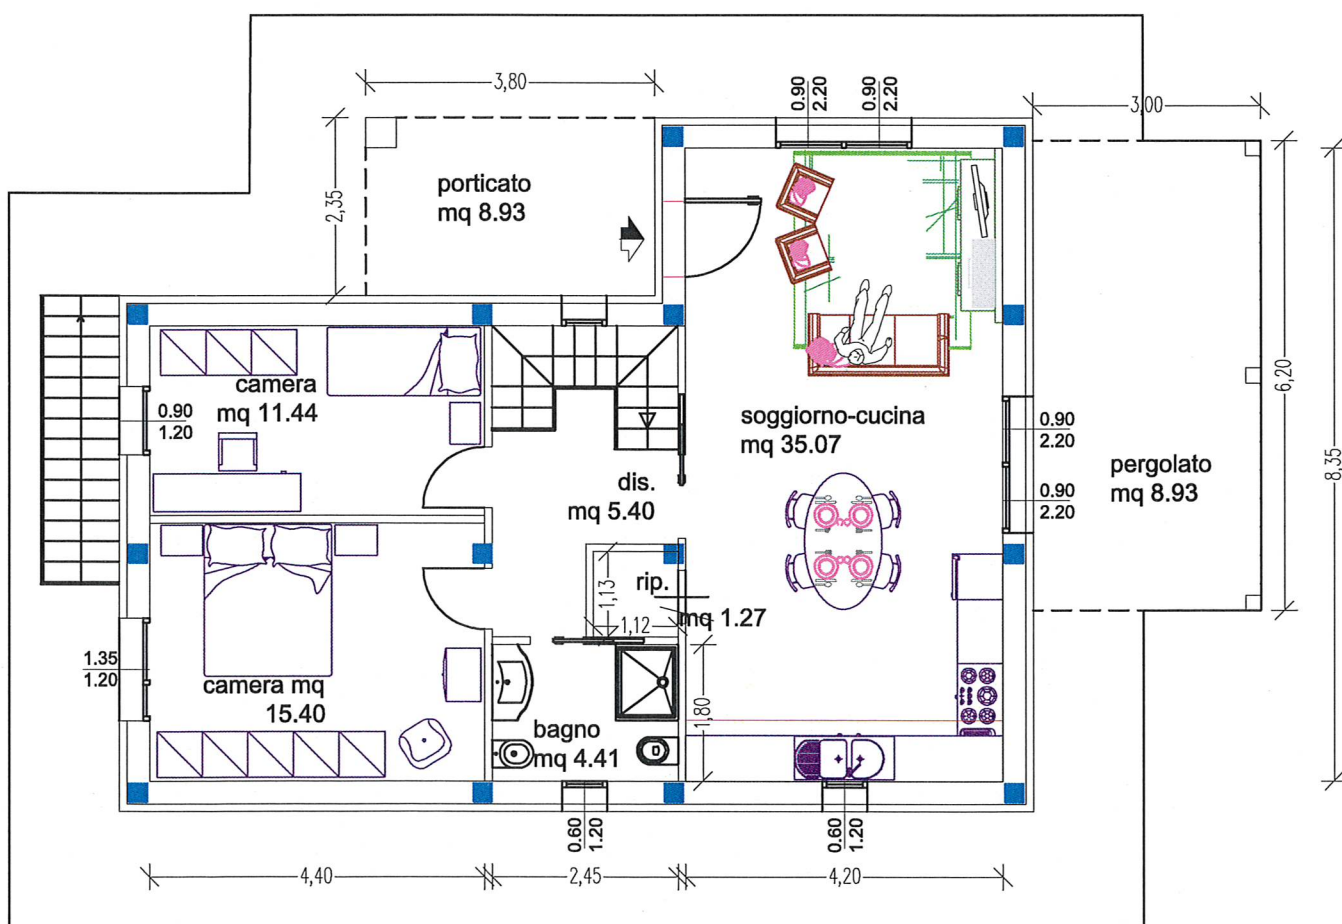 3,80
0.90
2.20
0.90
2.20
3,00
porticato
mq 8.93
2,35
camera
mq 11.44
0.90
1.20
soggiorno-cucina
mq 35.07
0.90
2.20
0.90
2.20
pergolato
mq 8.93
6,20
8,35
dis.
mq 5.40
rip.
mq 1.27
1,13
1,12
1.35
1.20
camera mq
15.40
bagno
mq 4.41
1,80
0.60
1.20
0.60
1.20
4,40
2,45
4,20